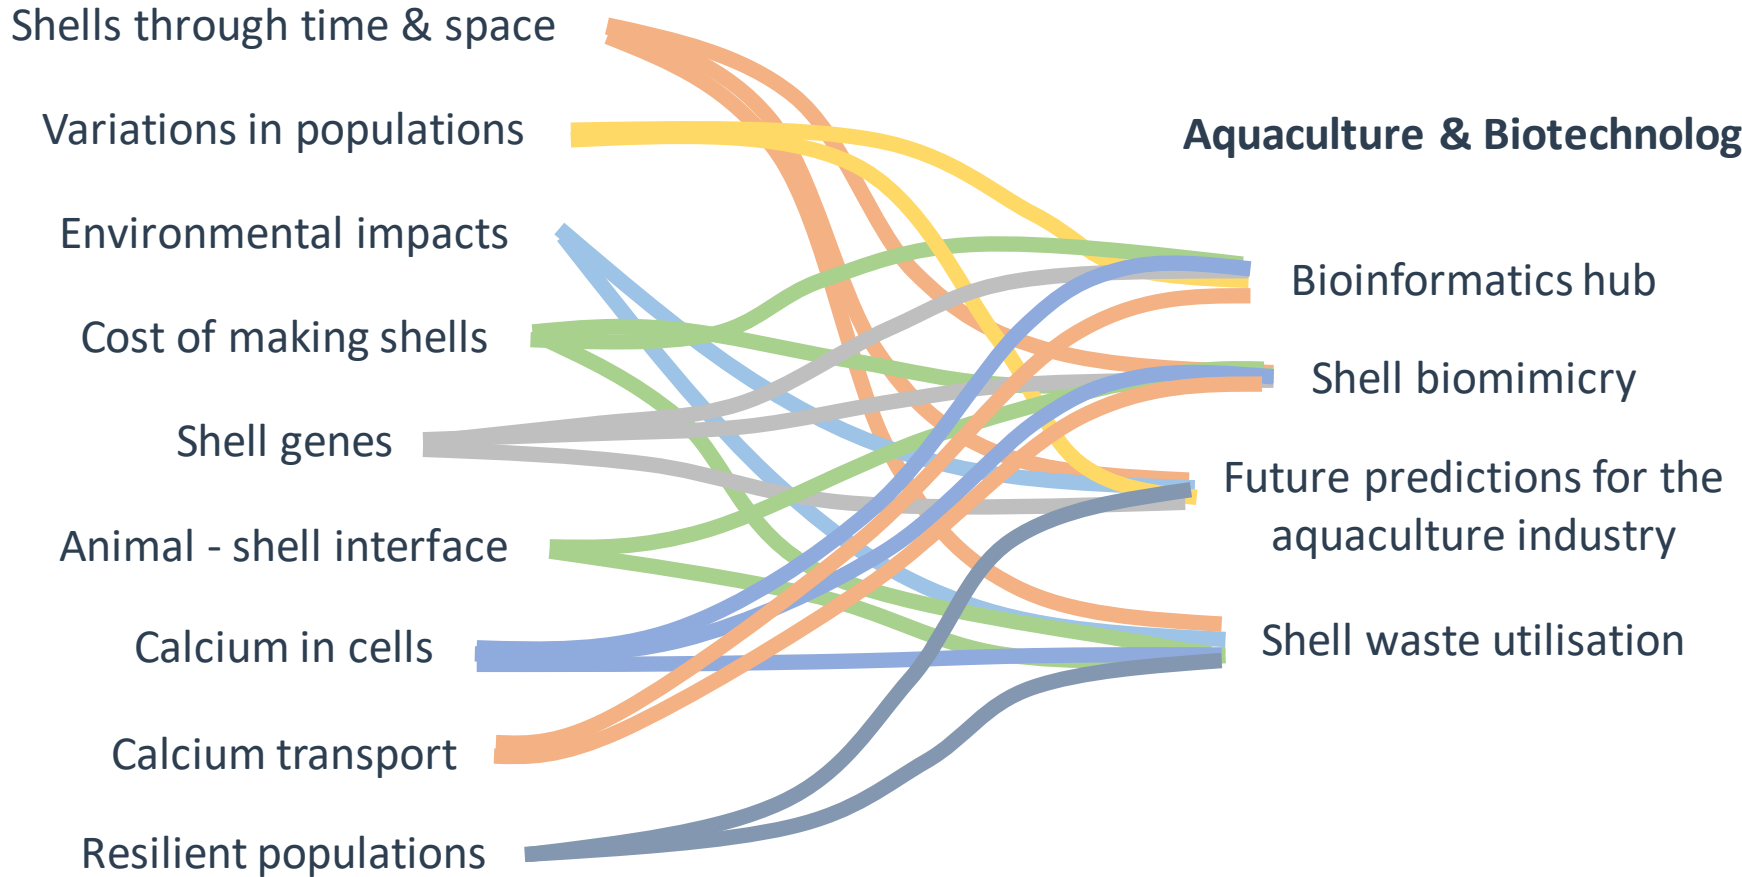 Shells through time & space
Variations in populations
Environmental impacts
Cost of making shells
Shell genes
Animal - shell interface
Calcium in cells
Calcium transport
Resilient populations
Aquaculture & Biotechnolog
Bioinformatics hub
Shell biomimicry
Future predictions for the
aquaculture industry
Shell waste utilisation